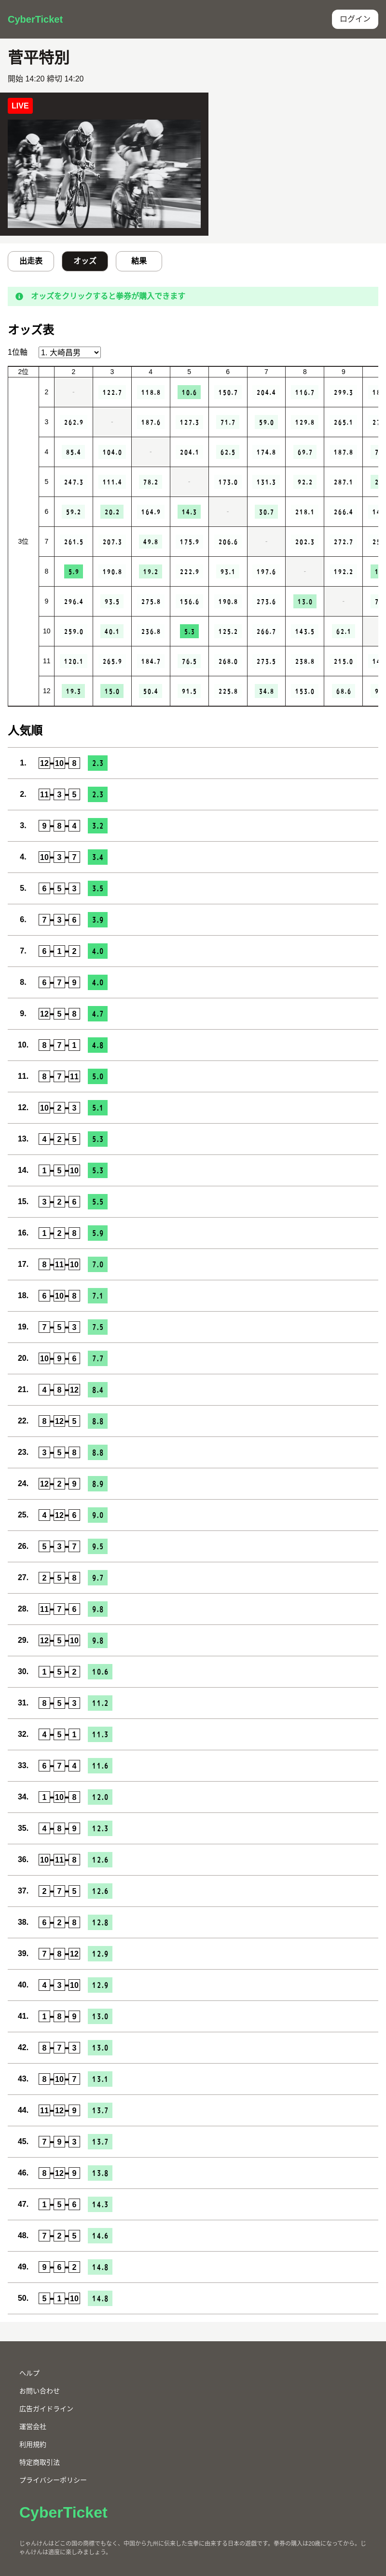 CyberTicket
ログイン
菅平特別
開始 14:20 締切 14:20
LIVE
出走表 オッズ 結果
オッズをクリックすると拳券が購入できます
オッズ表
1位軸 1. 大崎昌男
2位 2 3 4 5 6 7 8 9
2 - 122.7 118.8 10.6 150.7 204.4 116.7 299.3
3 262.9 - 187.6 127.3 71.7 59.0 129.8 265.1
4 85.4 104.0 - 204.1 62.5 174.8 69.7 187.8
5 247.3 111.4 78.2 - 173.0 131.3 92.2 287.1
6 59.2 20.2 164.9 14.3 - 30.7 218.1 266.4
3位 7 261.5 207.3 49.8 175.9 206.6 - 202.3 272.7
8 5.9 190.8 19.2 222.9 93.1 197.6 - 192.2
9 296.4 93.5 275.8 156.6 190.8 273.6 13.0 -
10 259.0 40.1 236.8 5.3 125.2 266.7 143.5 62.1
11 120.1 265.9 184.7 76.5 268.0 273.5 238.8 215.0
12 19.3 15.0 50.4 91.5 225.8 34.8 153.0 68.6
人気順
1. 12-10-8 2.3
2. 11-3-5 2.3
3. 9-8-4 3.2
4. 10-3-7 3.4
5. 6-5-3 3.5
6. 7-3-6 3.9
7. 6-1-2 4.0
8. 6-7-9 4.0
9. 12-5-8 4.7
10. 8-7-1 4.8
11. 8-7-11 5.0
12. 10-2-3 5.1
13. 4-2-5 5.3
14. 1-5-10 5.3
15. 3-2-6 5.5
16. 1-2-8 5.9
17. 8-11-10 7.0
18. 6-10-8 7.1
19. 7-5-3 7.5
20. 10-9-6 7.7
21. 4-8-12 8.4
22. 8-12-5 8.8
23. 3-5-8 8.8
24. 12-2-9 8.9
25. 4-12-6 9.0
26. 5-3-7 9.5
27. 2-5-8 9.7
28. 11-7-6 9.8
29. 12-5-10 9.8
30. 1-5-2 10.6
31. 8-5-3 11.2
32. 4-5-1 11.3
33. 6-7-4 11.6
34. 1-10-8 12.0
35. 4-8-9 12.3
36. 10-11-8 12.6
37. 2-7-5 12.6
38. 6-2-8 12.8
39. 7-8-12 12.9
40. 4-3-10 12.9
41. 1-8-9 13.0
42. 8-7-3 13.0
43. 8-10-7 13.1
44. 11-12-9 13.7
45. 7-9-3 13.7
46. 8-12-9 13.8
47. 1-5-6 14.3
48. 7-2-5 14.6
49. 9-6-2 14.8
50. 5-1-10 14.8
ヘルプ
お問い合わせ
広告ガイドライン
運営会社
利用規約
特定商取引法
プライバシーポリシー
CyberTicket
じゃんけんはどこの国の商標でもなく、中国から九州に伝来した虫拳に由来する日本の遊戯です。拳券の購入は20歳になってから。じ
ゃんけんは適度に楽しみましょう。